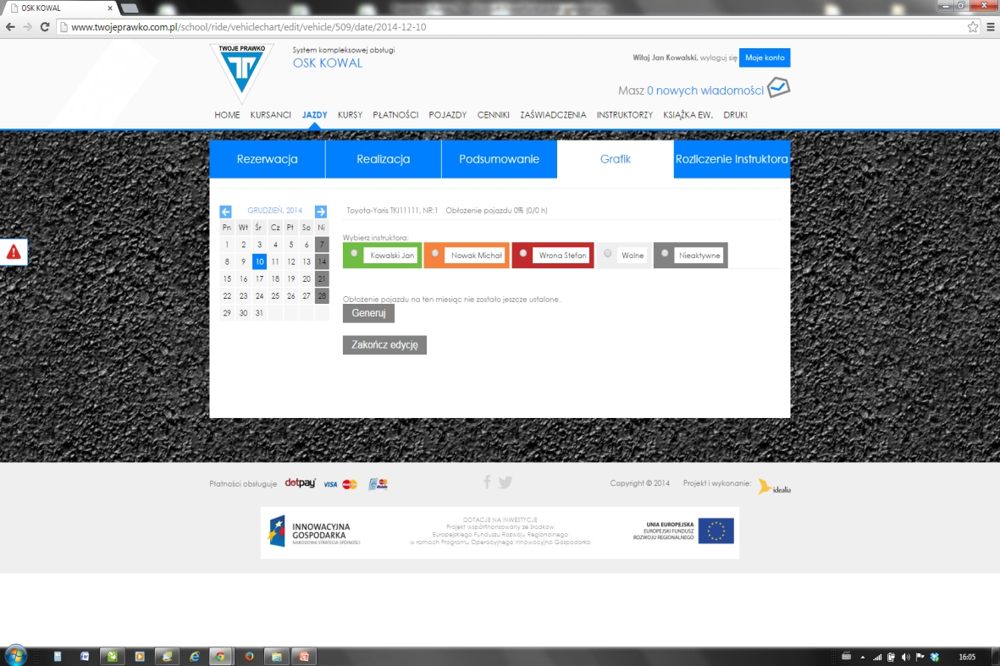 OSK KOWAL
www.twojeprawko.com.pl/school/ride/vehiclechart/edit/vehicle/509/date/2014-12-10
TWOJE PRAWKO
System kompleksowej obsługi
OSK KOWAL
Witaj Jan Kowalski, wyloguj się Moje konto
Masz 0 nowych wiadomości
HOME KURSANCI JAZDY KURSY PŁATNOŚCI POJAZDY CENNIKI ZAŚWIADCZENIA INSTRUKTORZY KSIĄŻKA EW. DRUKI
Rezerwacja Realizacja Podsumowanie Grafik Rozliczenie Instruktora
GRUDZIEŃ, 2014
Pn Wt Śr Cz Pt So Ni
1 2 3 4 5 6 7
8 9 10 11 12 13 14
15 16 17 18 19 20 21
22 23 24 25 26 27 28
29 30 31
Toyota-Yaris TKI11111, NR:1 Obłożenie pojazdu 0% (0/0 h)
Wybierz instruktora:
Kowalski Jan Nowak Michał Wrona Stefan Wolne Nieaktywne
Obłożenie pojazdu na ten miesiąc nie zostało jeszcze ustalone.
Generuj
Zakończ edycję
Płatności obsługuje dotpay VISA
Copyright © 2014 Projekt i wykonanie: idealia
INNOWACYJNA
GOSPODARKA
NARODOWA STRATEGIA SPÓJNOŚCI
DOTACJE NA INWESTYCJE
Projekt współfinansowany ze środków
Europejskiego Funduszu Rozwoju Regionalnego
w ramach Programu Operacyjnego Innowacyjna Gospodarka
UNIA EUROPEJSKA
EUROPEJSKI FUNDUSZ
ROZWOJU REGIONALNEGO
16:05